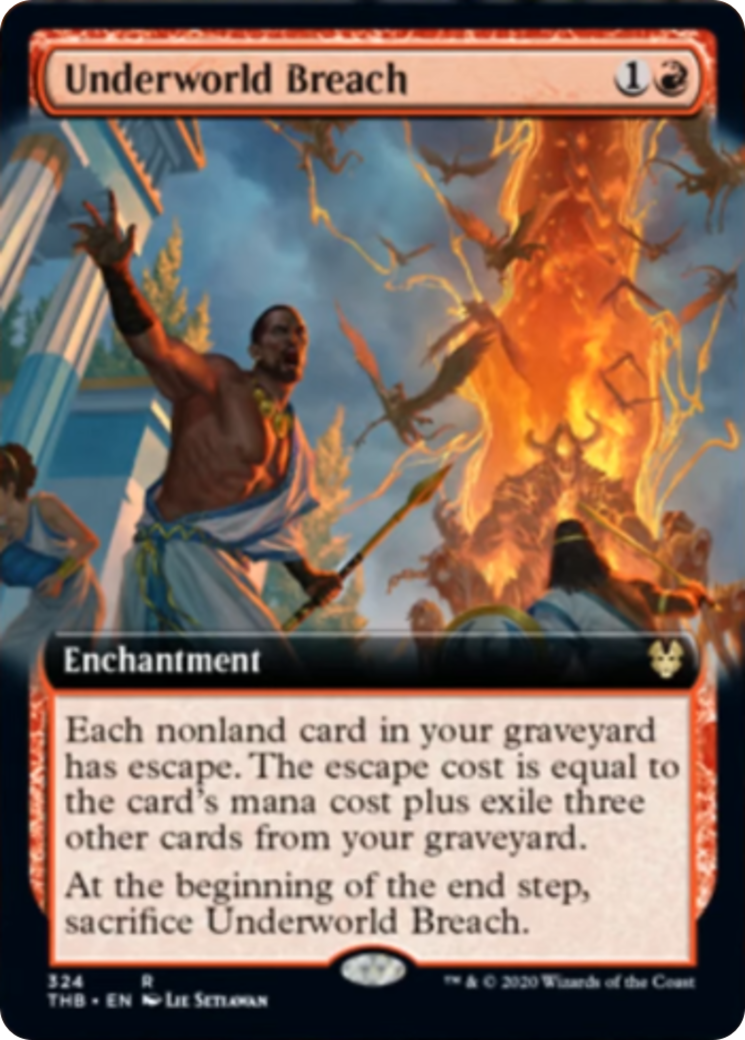 Underworld Breach 1
Enchantment
Each nonland card in your graveyard
has escape. The escape cost is equal to
the card's mana cost plus exile three
other cards from your graveyard.
At the beginning of the end step,
sacrifice Underworld Breach.
324 R ™ & © 2020 Wizards of the Coast
THB • EN Lie Setiawan